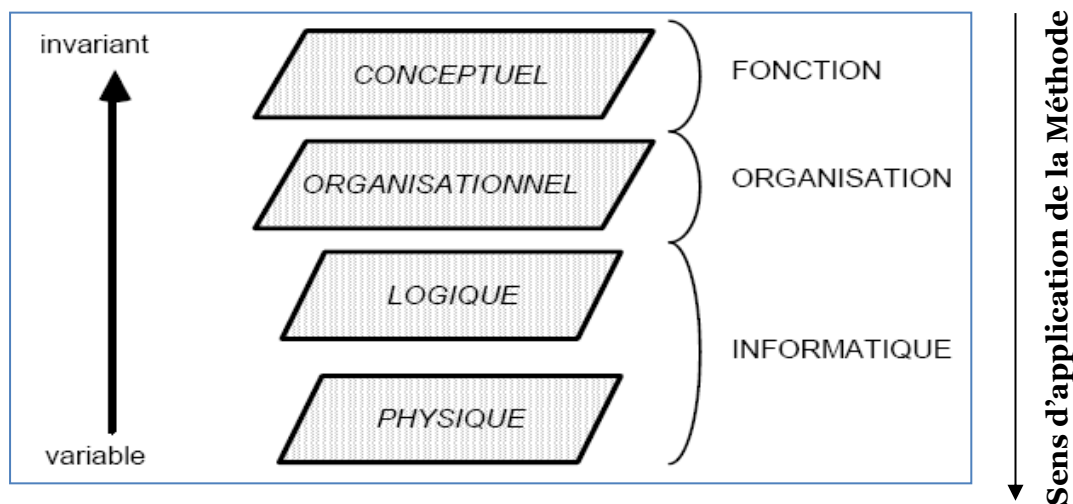 invariant
CONCEPTUEL
FONCTION
ORGANISATIONNEL
ORGANISATION
LOGIQUE
INFORMATIQUE
PHYSIQUE
variable
Sens d’application de la Méthode